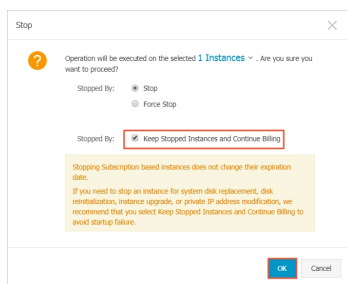 Stop
Operation will be executed on the selected 1 Instances . Are you sure you
want to proceed?
Stopped By: Stop
Force Stop
Stopped By: Keep Stopped Instances and Continue Billing
Stopping Subscription based instances does not change their expiration
date.
If you need to stop an instance for system disk replacement, disk
reinitialization, instance upgrade, or private IP address modification, we
recommend that you select Keep Stopped Instances and Continue Billing to
avoid startup failure.
OK Cancel